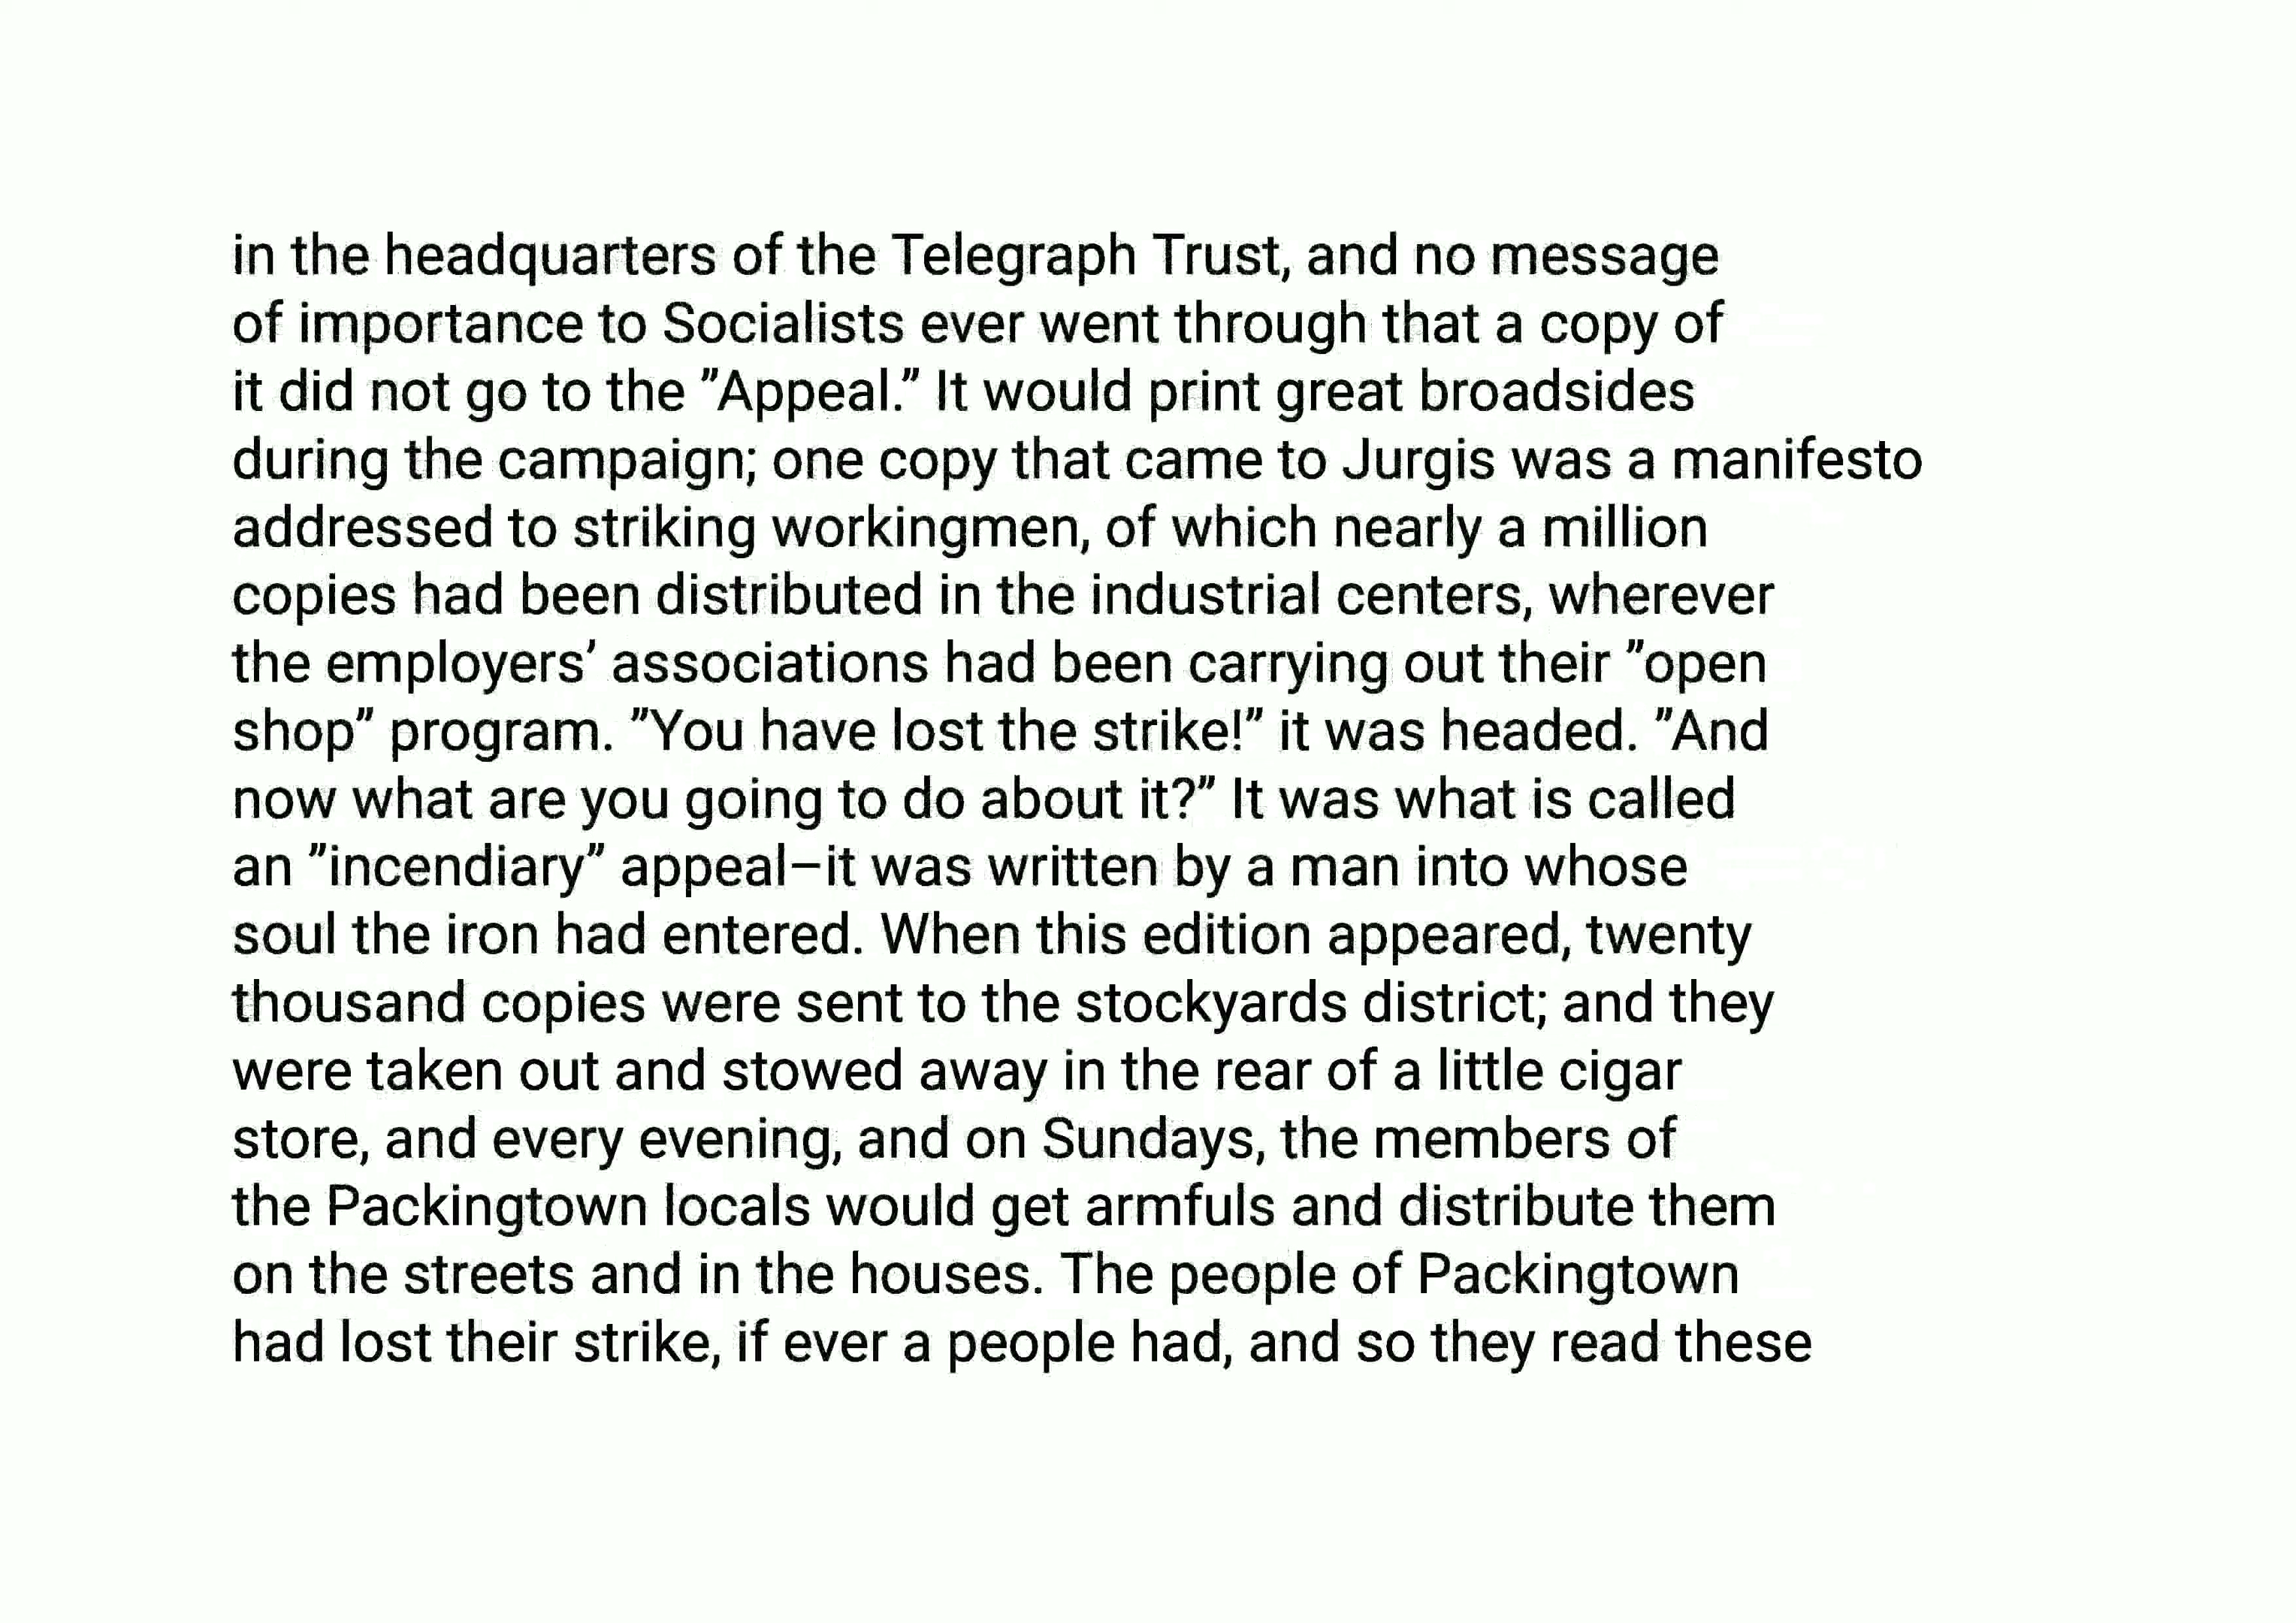 in the headquarters of the Telegraph Trust, and no message
of importance to Socialists ever went through that a copy of
it did not go to the ”Appeal.” It would print great broadsides
during the campaign; one copy that came to Jurgis was a manifesto
addressed to striking workingmen, of which nearly a million
copies had been distributed in the industrial centers, wherever
the employers’ associations had been carrying out their ”open
shop” program. ”You have lost the strike!” it was headed. ”And
now what are you going to do about it?” It was what is called
an ”incendiary” appeal–it was written by a man into whose
soul the iron had entered. When this edition appeared, twenty
thousand copies were sent to the stockyards district; and they
were taken out and stowed away in the rear of a little cigar
store, and every evening, and on Sundays, the members of
the Packingtown locals would get armfuls and distribute them
on the streets and in the houses. The people of Packingtown
had lost their strike, if ever a people had, and so they read these